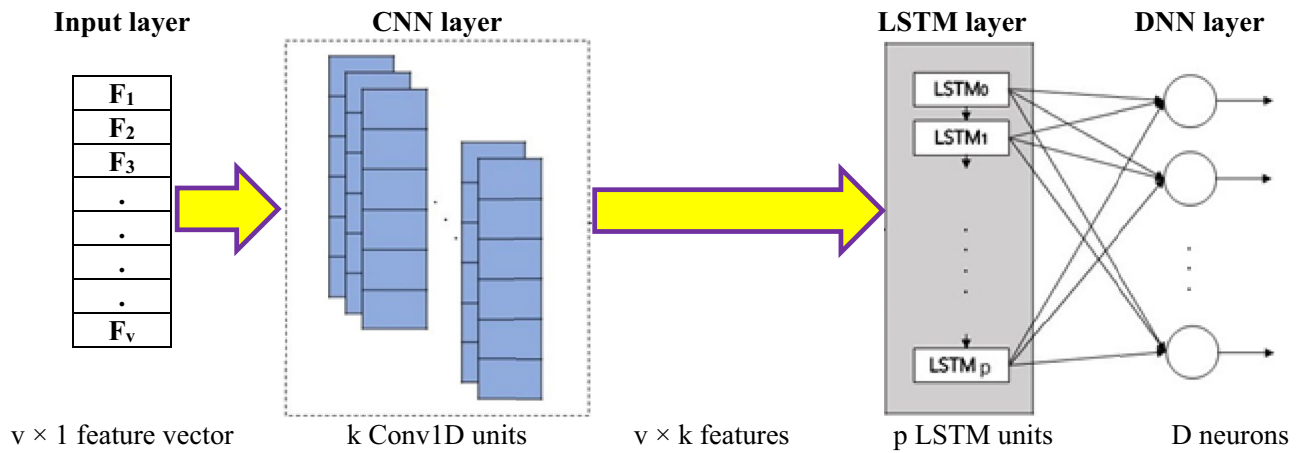 Input layer
CNN layer
LSTM layer
DNN layer
F₁
F₂
F₃
.
.
.
.
Fᵥ
LSTM₀
LSTM₁
LSTM p
v × 1 feature vector
k Conv1D units
v × k features
p LSTM units
D neurons